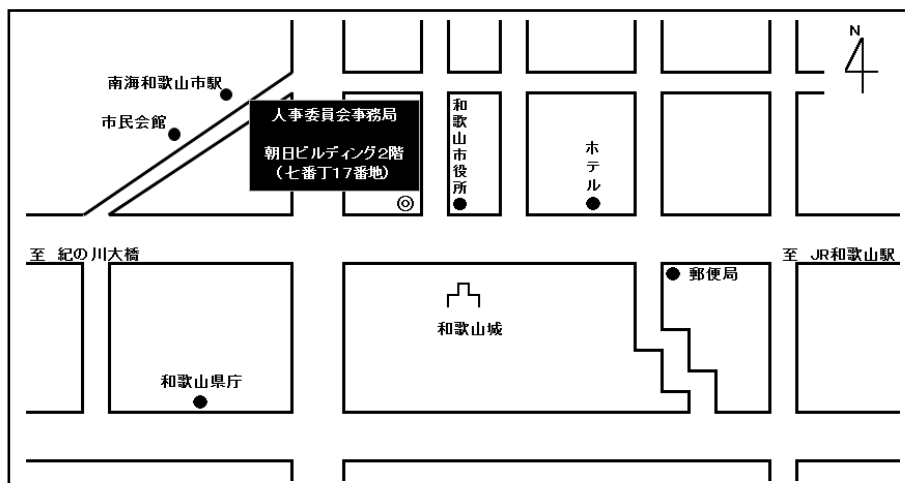 N
南海和歌山市駅
市民会館
人事委員会事務局
朝日ビルディング2階
(七番丁17番地)
和歌山市役所
ホテル
至 紀の川大橋
至 JR和歌山駅
郵便局
和歌山城
和歌山県庁